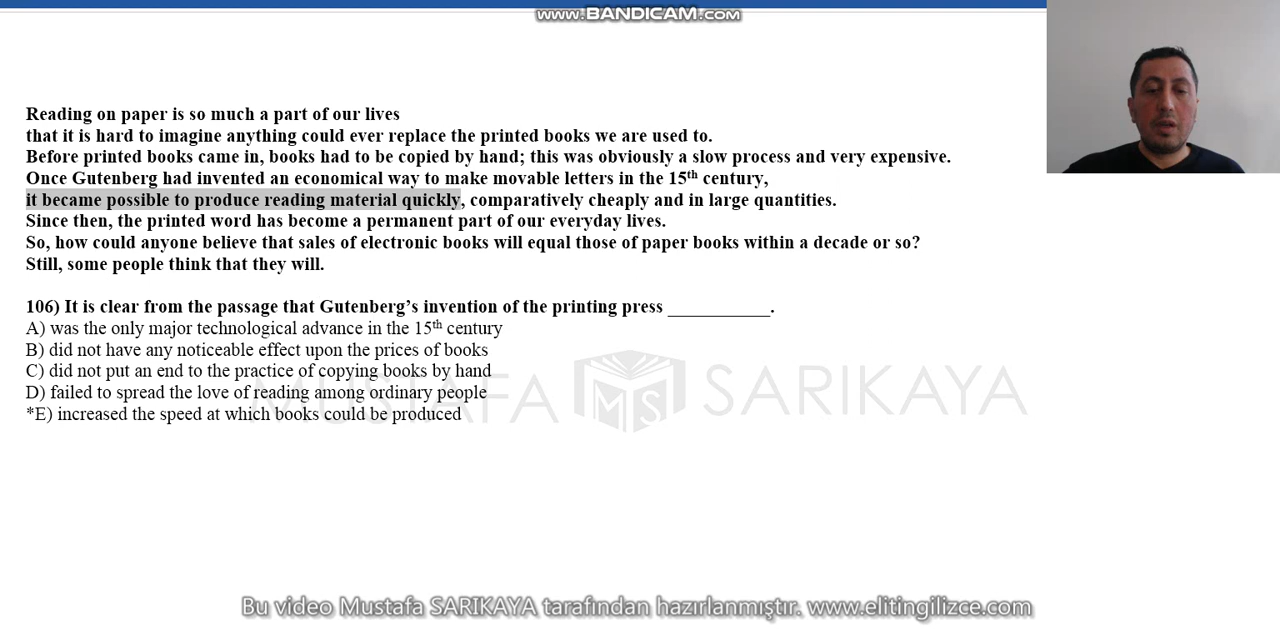 www.BANDICAM.com
Reading on paper is so much a part of our lives
that it is hard to imagine anything could ever replace the printed books we are used to.
Before printed books came in, books had to be copied by hand; this was obviously a slow process and very expensive.
Once Gutenberg had invented an economical way to make movable letters in the 15th century,
it became possible to produce reading material quickly, comparatively cheaply and in large quantities.
Since then, the printed word has become a permanent part of our everyday lives.
So, how could anyone believe that sales of electronic books will equal those of paper books within a decade or so?
Still, some people think that they will.
106) It is clear from the passage that Gutenberg’s invention of the printing press ___________.
A) was the only major technological advance in the 15th century
B) did not have any noticeable effect upon the prices of books
C) did not put an end to the practice of copying books by hand
D) failed to spread the love of reading among ordinary people
*E) increased the speed at which books could be produced
MUSTAFA MS SARIKAYA
Bu video Mustafa SARIKAYA tarafından hazırlanmıştır. www.elitingilizce.com